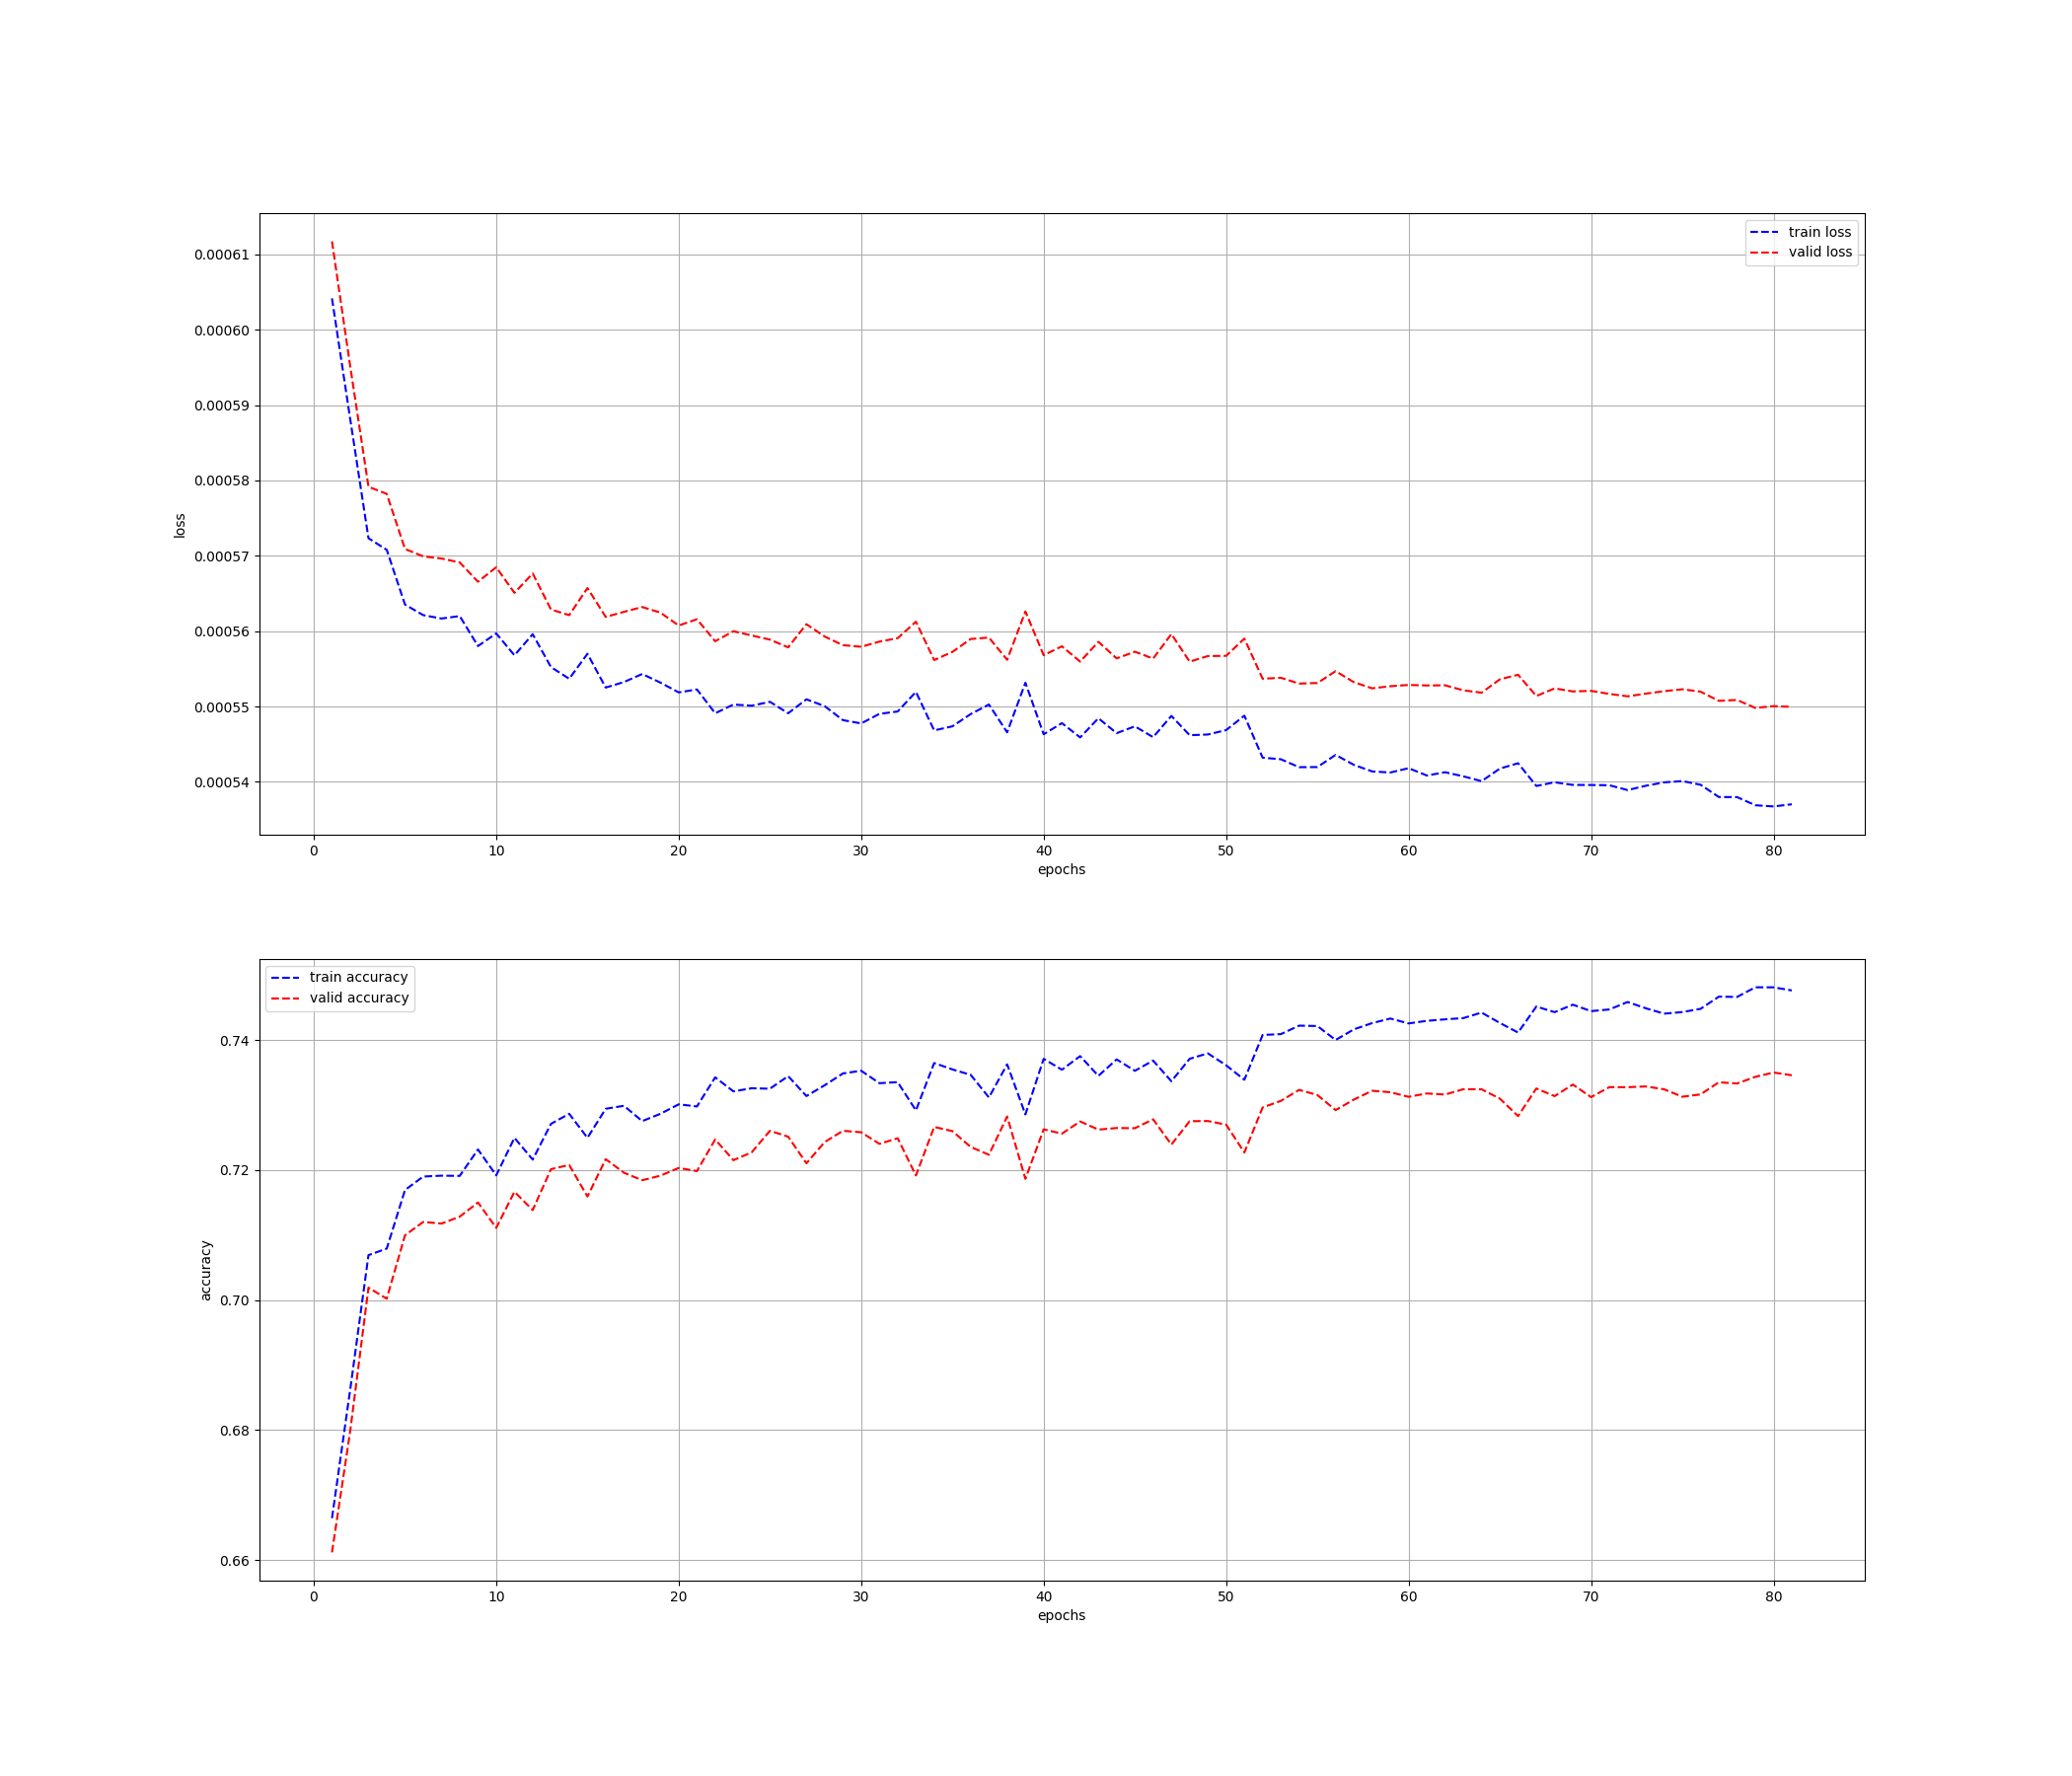 train loss
valid loss
0.00061
0.00060
0.00059
0.00058
0.00057
0.00056
0.00055
0.00054
loss
0 10 20 30 40 50 60 70 80
epochs
train accuracy
valid accuracy
0.74
0.72
0.70
0.68
0.66
accuracy
0 10 20 30 40 50 60 70 80
epochs